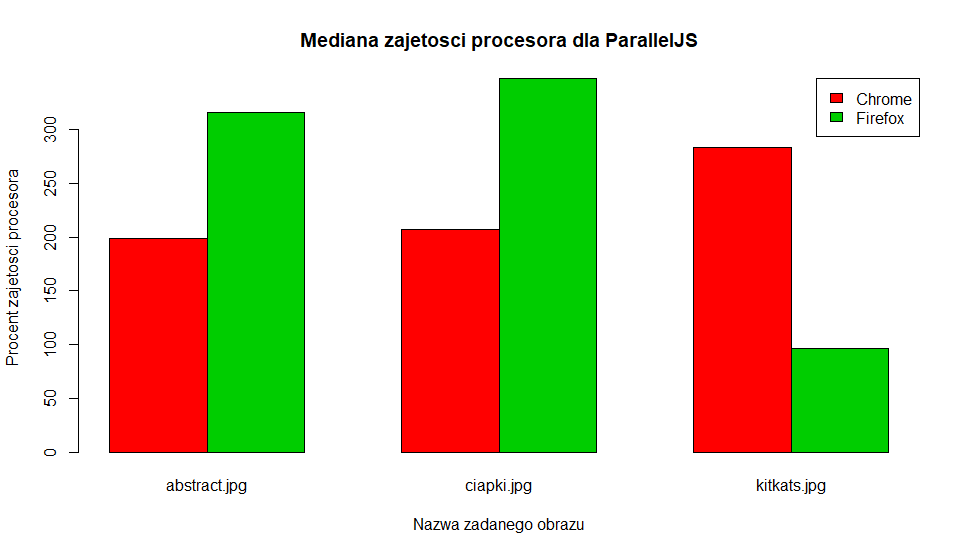 Mediana zajetosci procesora dla ParallelJS
Chrome
Firefox
Procent zajetosci procesora
300
250
200
150
100
50
0
abstract.jpg
ciapki.jpg
kitkats.jpg
Nazwa zadanego obrazu